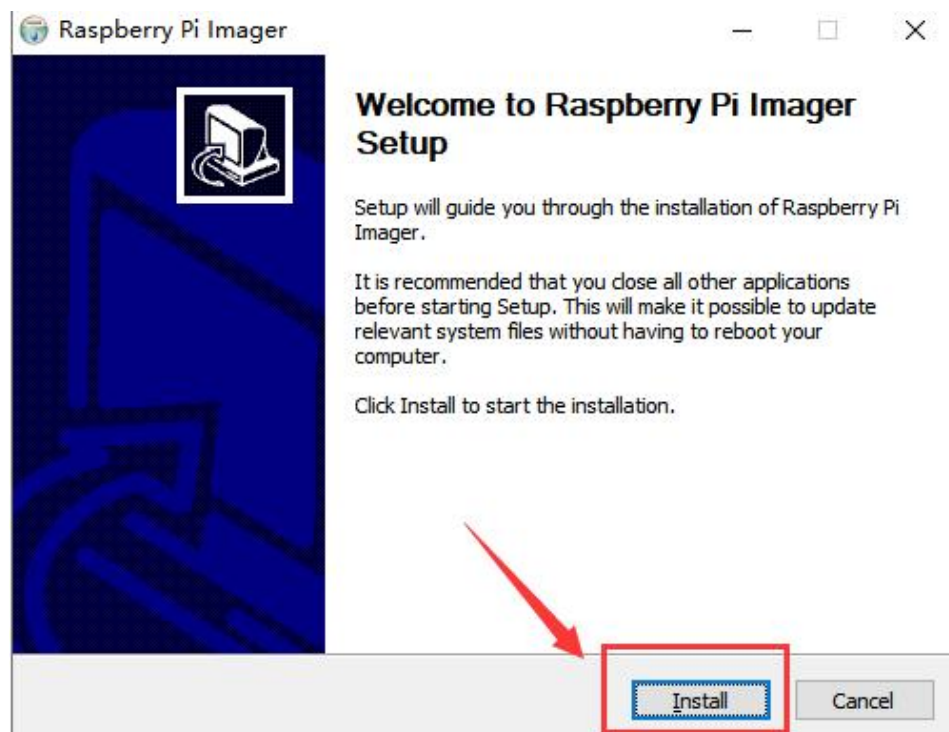 Raspberry Pi Imager
Welcome to Raspberry Pi Imager
Setup
Setup will guide you through the installation of Raspberry Pi
Imager.
It is recommended that you close all other applications
before starting Setup. This will make it possible to update
relevant system files without having to reboot your
computer.
Click Install to start the installation.
Install
Cancel